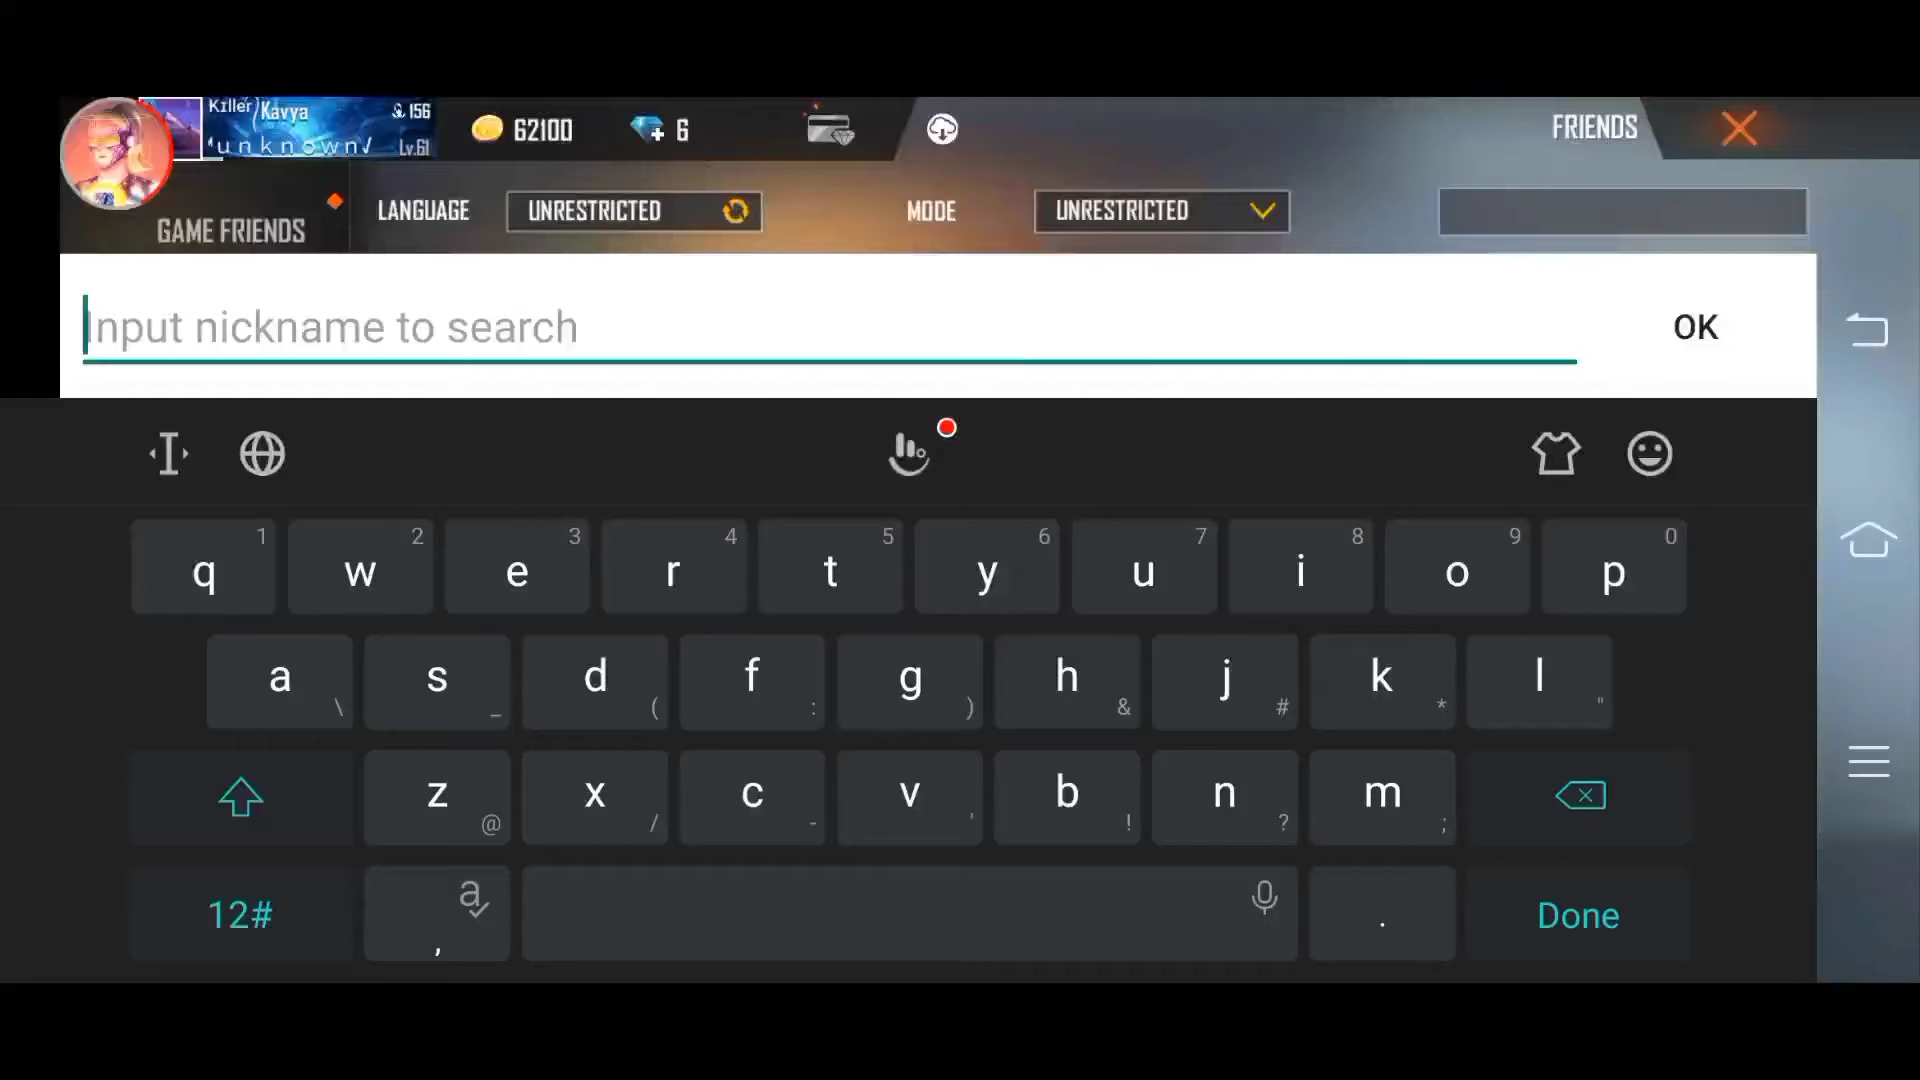 Killer Kavya 156
unknown Lv.61
62100 6 FRIENDS
GAME FRIENDS LANGUAGE UNRESTRICTED MODE UNRESTRICTED
Input nickname to search OK
1 2 3 4 5 6 7 8 9 0
q w e r t y u i o p
a s d f g h j k l
\ _ ( : ) & # * "
z x c v b n m
@ / - ' ! ? ;
12# , a . Done